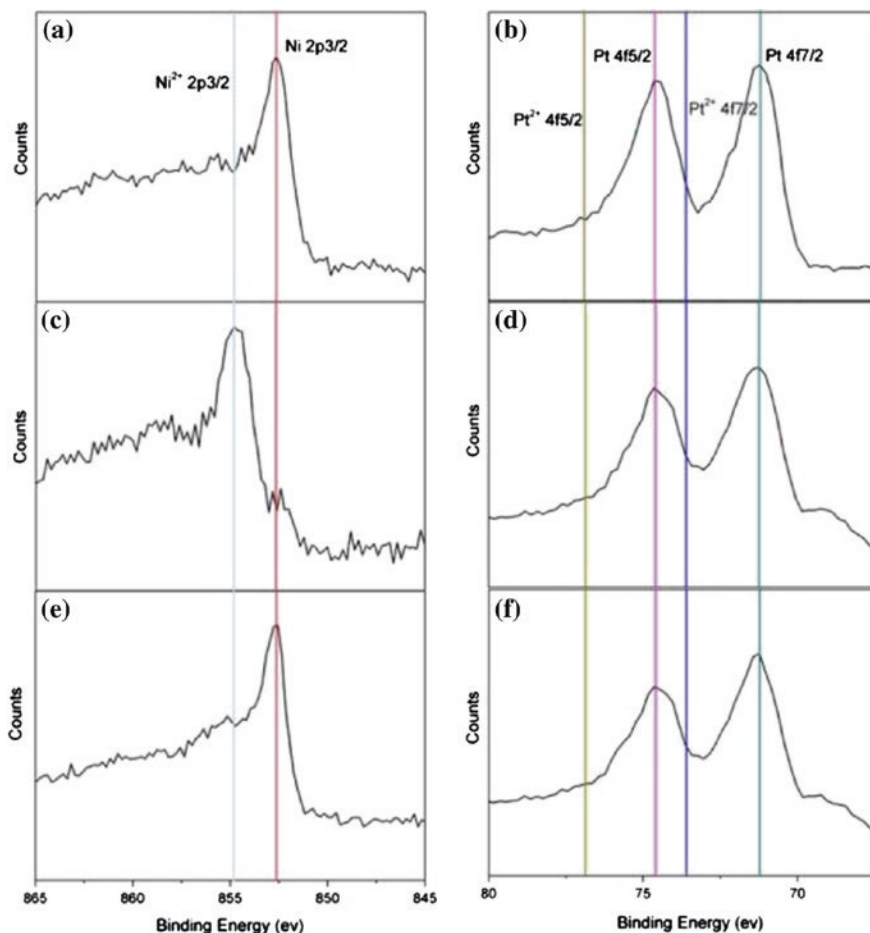 (a)
Ni 2p3/2
Ni²⁺ 2p3/2
Counts
(b)
Pt 4f5/2
Pt 4f7/2
Pt²⁺ 4f7/2
Pt²⁺ 4f5/2
Counts
(c)
Counts
(d)
Counts
(e)
Counts
865 860 855 850 845
Binding Energy (ev)
(f)
Counts
80 75 70
Binding Energy (ev)